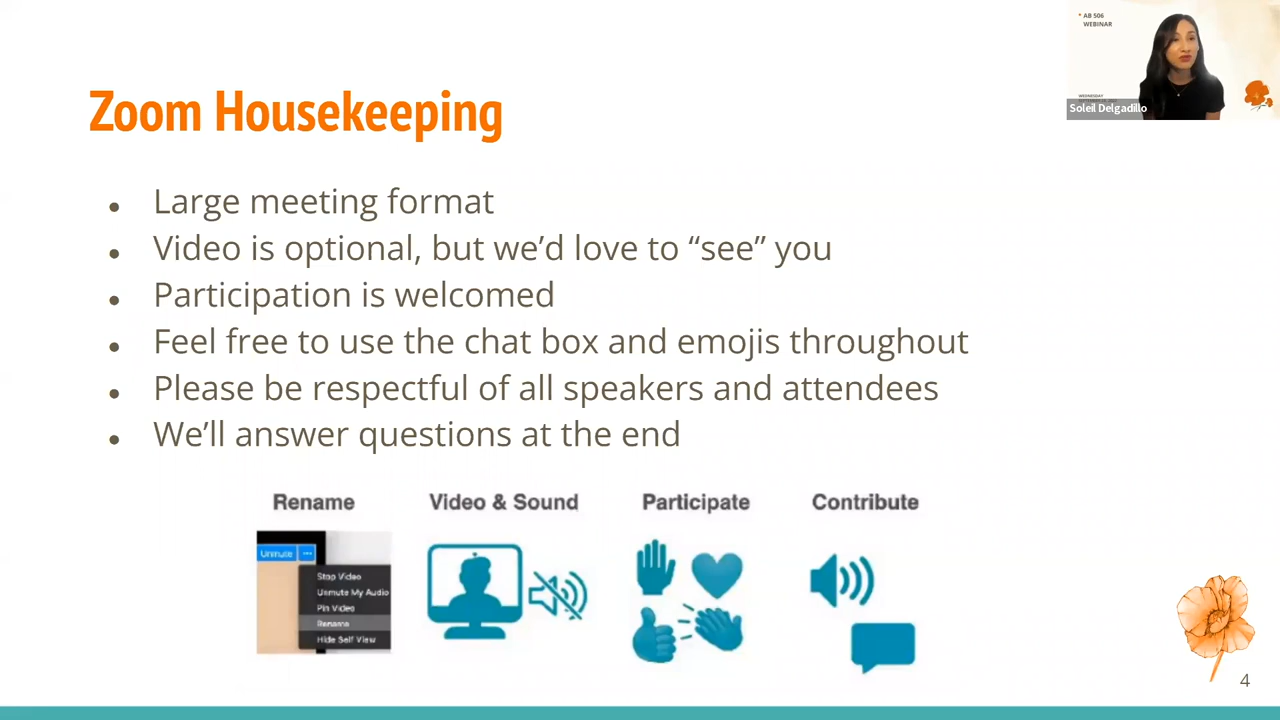 AB 506
WEBINAR
WEDNESDAY
Soleil Delgadillo
Zoom Housekeeping
● Large meeting format
● Video is optional, but we’d love to “see” you
● Participation is welcomed
● Feel free to use the chat box and emojis throughout
● Please be respectful of all speakers and attendees
● We’ll answer questions at the end
Rename Video & Sound Participate Contribute
Unmute ...
Stop Video
Unmute My Audio
Pin Video
Rename
Hide Self View
4